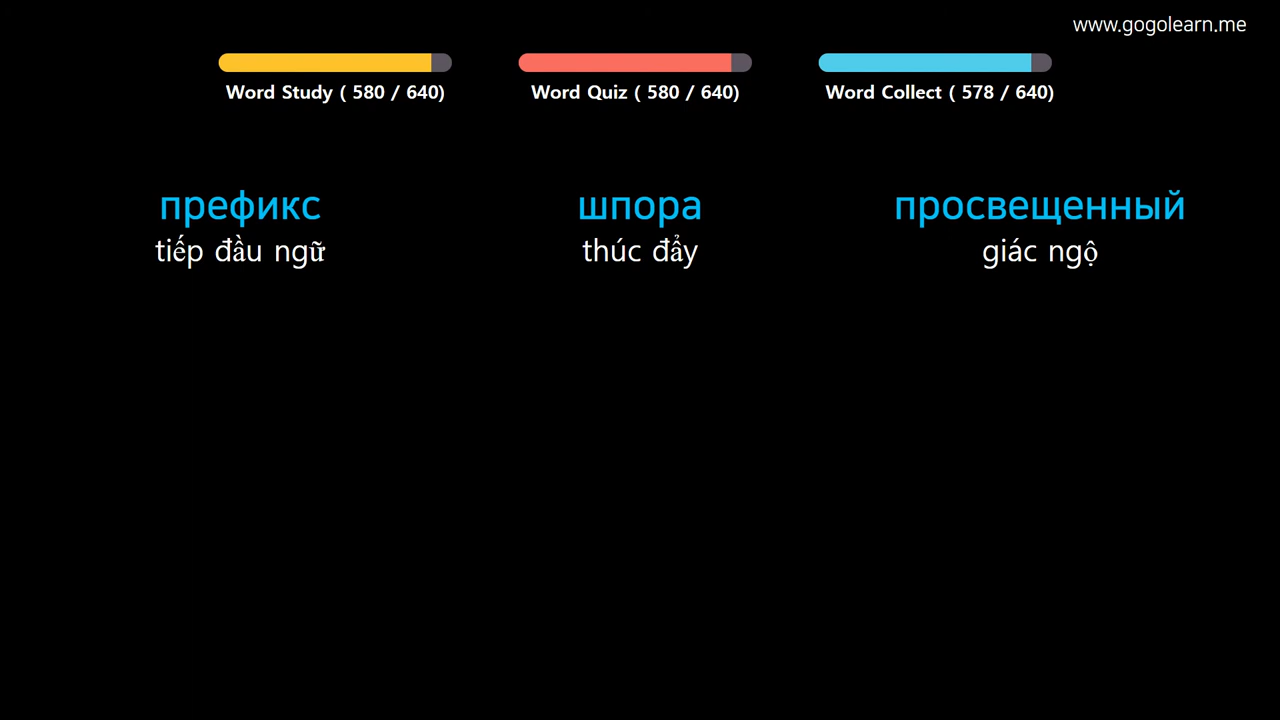 www.gogolearn.me
Word Study ( 580 / 640)
Word Quiz ( 580 / 640)
Word Collect ( 578 / 640)
префикс
tiếp đầu ngữ
шпора
thúc đẩy
просвещенный
giác ngộ